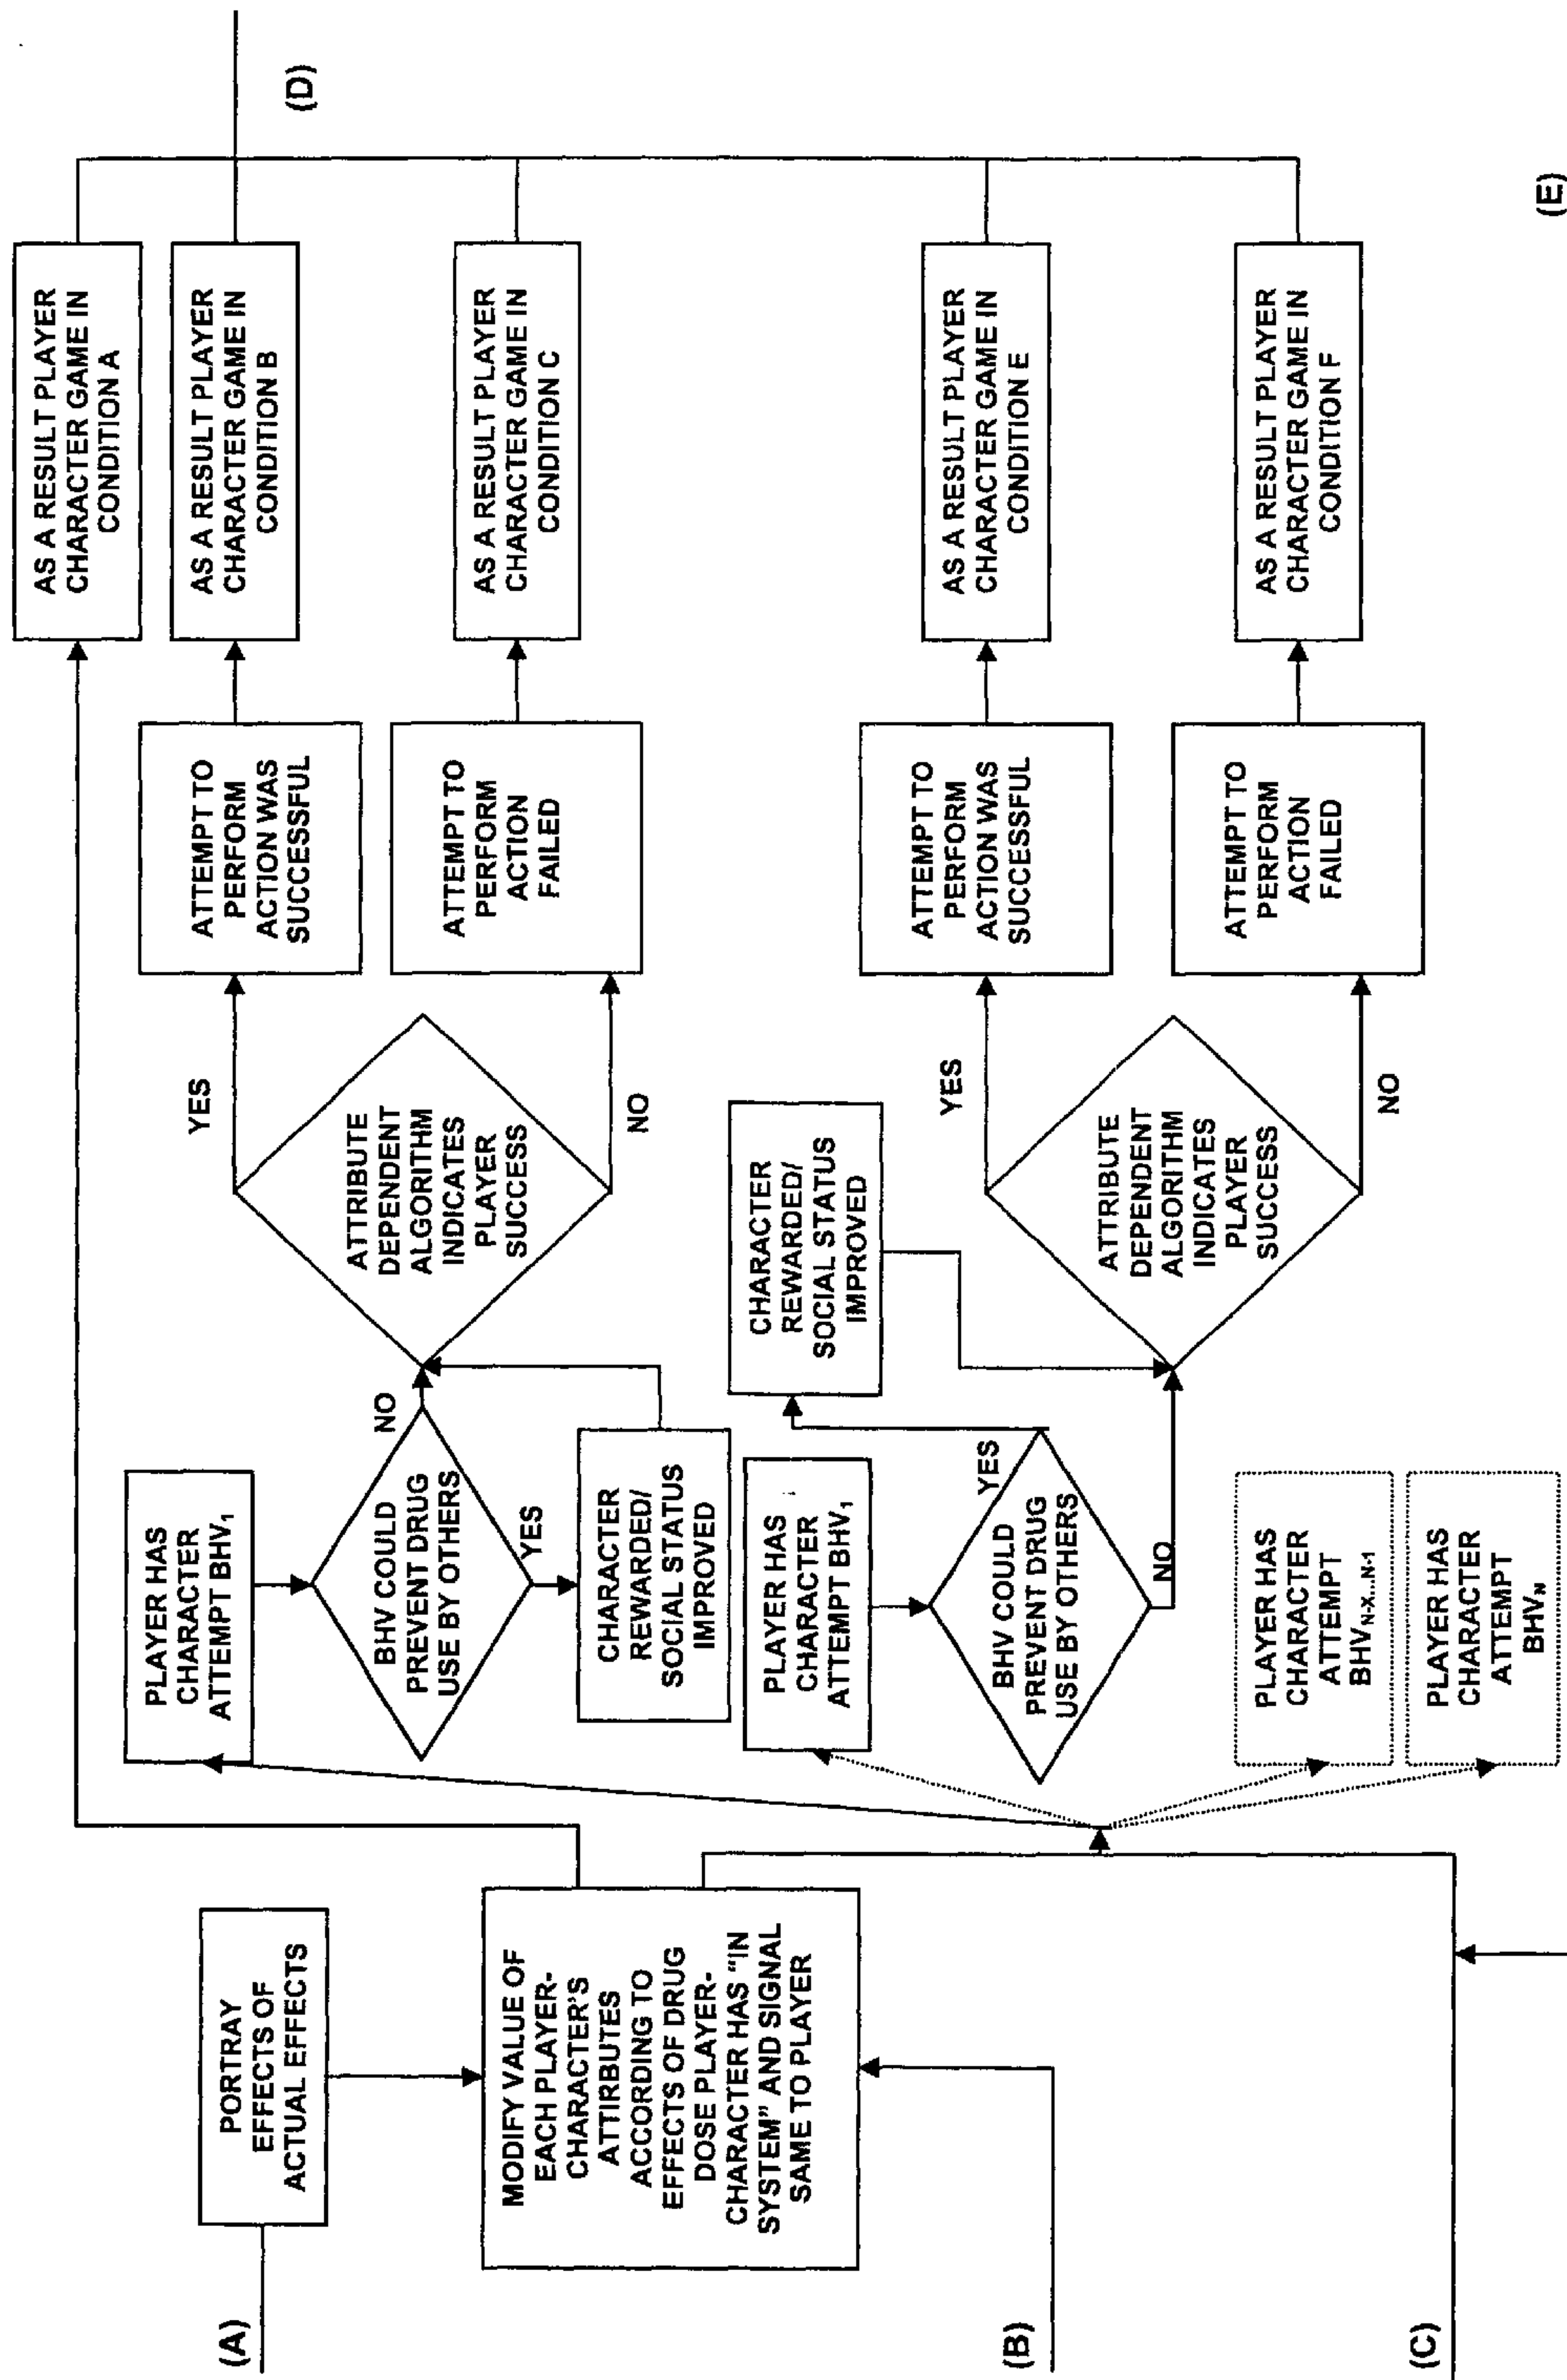 (A)
PORTRAY
EFFECTS OF
ACTUAL EFFECTS
MODIFY VALUE OF
EACH PLAYER-
CHARACTER'S
ATTIRBUTES
ACCORDING TO
EFFECTS OF DRUG
DOSE PLAYER-
CHARACTER HAS "IN
SYSTEM" AND SIGNAL
SAME TO PLAYER
(B)
(C)
PLAYER HAS
CHARACTER
ATTEMPT BHV₁
BHV COULD
PREVENT DRUG
USE BY OTHERS
NO
YES
CHARACTER
REWARDED/
SOCIAL STATUS
IMPROVED
PLAYER HAS
CHARACTER
ATTEMPT BHV₁
BHV COULD
PREVENT DRUG
USE BY OTHERS
YES
NO
CHARACTER
REWARDED/
SOCIAL STATUS
IMPROVED
PLAYER HAS
CHARACTER
ATTEMPT
BHV_N-X...N-1
PLAYER HAS
CHARACTER
ATTEMPT
BHV_N
ATTRIBUTE
DEPENDENT
ALGORITHM
INDICATES
PLAYER
SUCCESS
YES
NO
ATTRIBUTE
DEPENDENT
ALGORITHM
INDICATES
PLAYER
SUCCESS
YES
NO
ATTEMPT TO
PERFORM
ACTION WAS
SUCCESSFUL
ATTEMPT TO
PERFORM
ACTION
FAILED
ATTEMPT TO
PERFORM
ACTION WAS
SUCCESSFUL
ATTEMPT TO
PERFORM
ACTION
FAILED
AS A RESULT PLAYER
CHARACTER GAME IN
CONDITION A
AS A RESULT PLAYER
CHARACTER GAME IN
CONDITION B
AS A RESULT PLAYER
CHARACTER GAME IN
CONDITION C
AS A RESULT PLAYER
CHARACTER GAME IN
CONDITION E
AS A RESULT PLAYER
CHARACTER GAME IN
CONDITION F
(D)
(E)